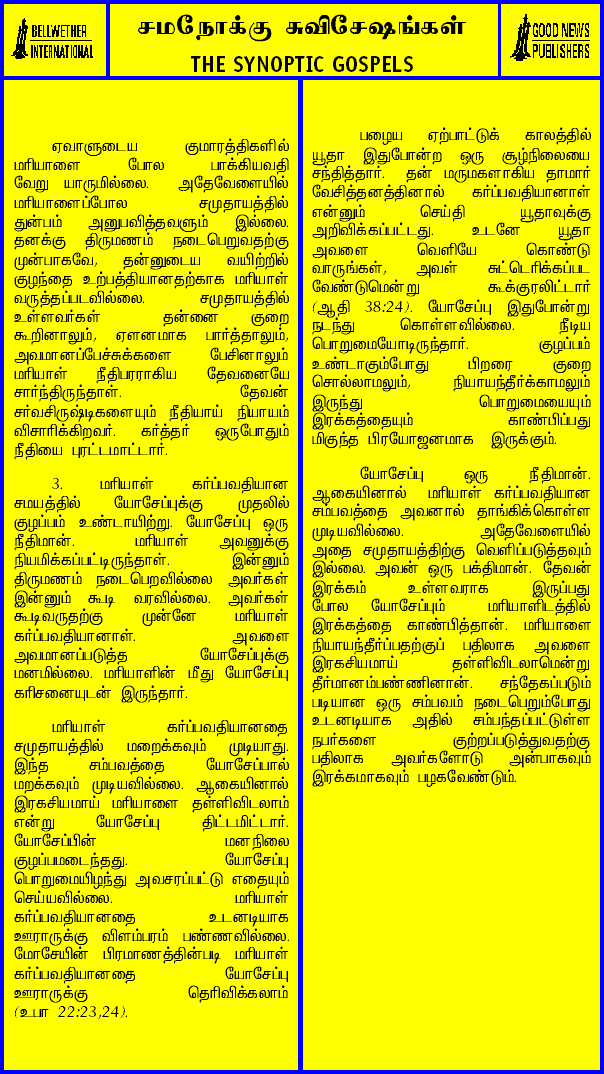 BELLWETHER
INTERNATIONAL
சமநோக்கு சுவிசேஷங்கள்
THE SYNOPTIC GOSPELS
GOOD NEWS
PUBLISHERS
ஏவாளுடைய குமாரத்திகளில்
மரியாளை போல பாக்கியவதி
வேறு யாருமில்லை. அதேவேளையில்
மரியாளைப்போல சமுதாயத்தில்
துன்பம் அனுபவித்தவளும் இல்லை.
தனக்கு திருமணம் நடைபெறுவதற்கு
முன்பாகவே, தன்னுடைய வயிற்றில்
குழந்தை உற்பத்தியானதற்காக மரியாள்
வருத்தப்படவில்லை. சமுதாயத்தில்
உள்ளவர்கள் தன்னை குறை
கூறினாலும், ஏளனமாக பார்த்தாலும்,
அவமானப்பேச்சுக்களை பேசினாலும்
மரியாள் நீதிபரராகிய தேவனையே
சார்ந்திருந்தாள். தேவன்
சர்வசிருஷ்டிகளையும் நீதியாய் நியாயம்
விசாரிக்கிறவர். கர்த்தர் ஒருபோதும்
நீதியை புரட்டமாட்டார்.
3. மரியாள் கர்ப்பவதியான
சமயத்தில் யோசேப்புக்கு முதலில்
குழப்பம் உண்டாயிற்று. யோசேப்பு ஒரு
நீதிமான். மரியாள் அவனுக்கு
நியமிக்கப்பட்டிருந்தாள். இன்னும்
திருமணம் நடைபெறவில்லை அவர்கள்
இன்னும் கூடி வரவில்லை. அவர்கள்
கூடிவருதற்கு முன்னே மரியாள்
கர்ப்பவதியானாள். அவளை
அவமானப்படுத்த யோசேப்புக்கு
மனமில்லை. மரியாளின் மீது யோசேப்பு
கரிசனையுடன் இருந்தார்.
மரியாள் கர்ப்பவதியானதை
சமுதாயத்தில் மறைக்கவும் முடியாது.
இந்த சம்பவத்தை யோசேப்பால்
மறக்கவும் முடியவில்லை. ஆகையினால்
இரகசியமாய் மரியாளை தள்ளிவிடலாம்
என்று யோசேப்பு திட்டமிட்டார்.
யோசேப்பின் மனநிலை
குழப்பமடைந்தது. யோசேப்பு
பொறுமையிழந்து அவசரப்பட்டு எதையும்
செய்யவில்லை. மரியாள்
கர்ப்பவதியானதை உடனடியாக
ஊராருக்கு விளம்பரம் பண்ணவில்லை.
மோசேயின் பிரமாணத்தின்படி மரியாள்
கர்ப்பவதியானதை யோசேப்பு
ஊராருக்கு தெரிவிக்கலாம்
(உபா 22:23,24).
பழைய ஏற்பாட்டுக் காலத்தில்
யூதா இதுபோன்ற ஒரு சூழ்நிலையை
சந்தித்தார். தன் மருமகளாகிய தாமார்
வேசித்தனத்தினால் கர்ப்பவதியானாள்
என்னும் செய்தி யூதாவுக்கு
அறிவிக்கப்பட்டது. உடனே யூதா
அவளை வெளியே கொண்டு
வாருங்கள், அவள் சுட்டெரிக்கப்பட
வேண்டுமென்று கூக்குரலிட்டார்
(ஆதி 38:24). யோசேப்பு இதுபோன்று
நடந்து கொள்ளவில்லை. நீடிய
பொறுமையோடிருந்தார். குழப்பம்
உண்டாகும்போது பிறரை குறை
சொல்லாமலும், நியாயந்தீர்க்காமலும்
இருந்து பொறுமையையும்
இரக்கத்தையும் காண்பிப்பது
மிகுந்த பிரயோஜனமாக இருக்கும்.
யோசேப்பு ஒரு நீதிமான்.
ஆகையினால் மரியாள் கர்ப்பவதியான
சம்பவத்தை அவனால் தாங்கிக்கொள்ள
முடியவில்லை. அதேவேளையில்
அதை சமுதாயத்திற்கு வெளிப்படுத்தவும்
இல்லை. அவன் ஒரு பக்திமான். தேவன்
இரக்கம் உள்ளவராக இருப்பது
போல யோசேப்பும் மரியாளிடத்தில்
இரக்கத்தை காண்பித்தான். மரியாளை
நியாயந்தீர்ப்பதற்குப் பதிலாக அவளை
இரகசியமாய் தள்ளிவிடலாமென்று
தீர்மானம்பண்ணினான். சந்தேகப்படும்
படியான ஒரு சம்பவம் நடைபெறும்போது
உடனடியாக அதில் சம்பந்தப்பட்டுள்ள
நபர்களை குற்றப்படுத்துவதற்கு
பதிலாக அவர்களோடு அன்பாகவும்
இரக்கமாகவும் பழகவேண்டும்.